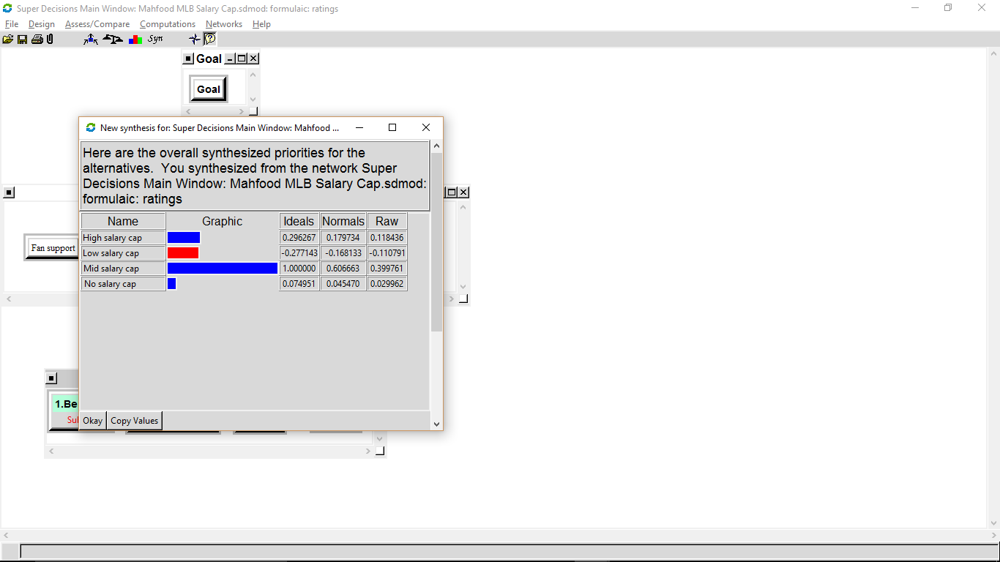 Super Decisions Main Window: Mahfood MLB Salary Cap.sdmod: formulaic: ratings
File Design Assess/Compare Computations Networks Help
Syn
Goal
Goal
New synthesis for: Super Decisions Main Window: Mahfood ...
Here are the overall synthesized priorities for the
alternatives. You synthesized from the network Super
Decisions Main Window: Mahfood MLB Salary Cap.sdmod:
formulaic: ratings
Name Graphic Ideals Normals Raw
High salary cap 0.296267 0.179734 0.118436
Low salary cap -0.277143 -0.168133 -0.110791
Mid salary cap 1.000000 0.606663 0.399761
No salary cap 0.074951 0.045470 0.029962
Fan support
1.Be
Su
Okay Copy Values